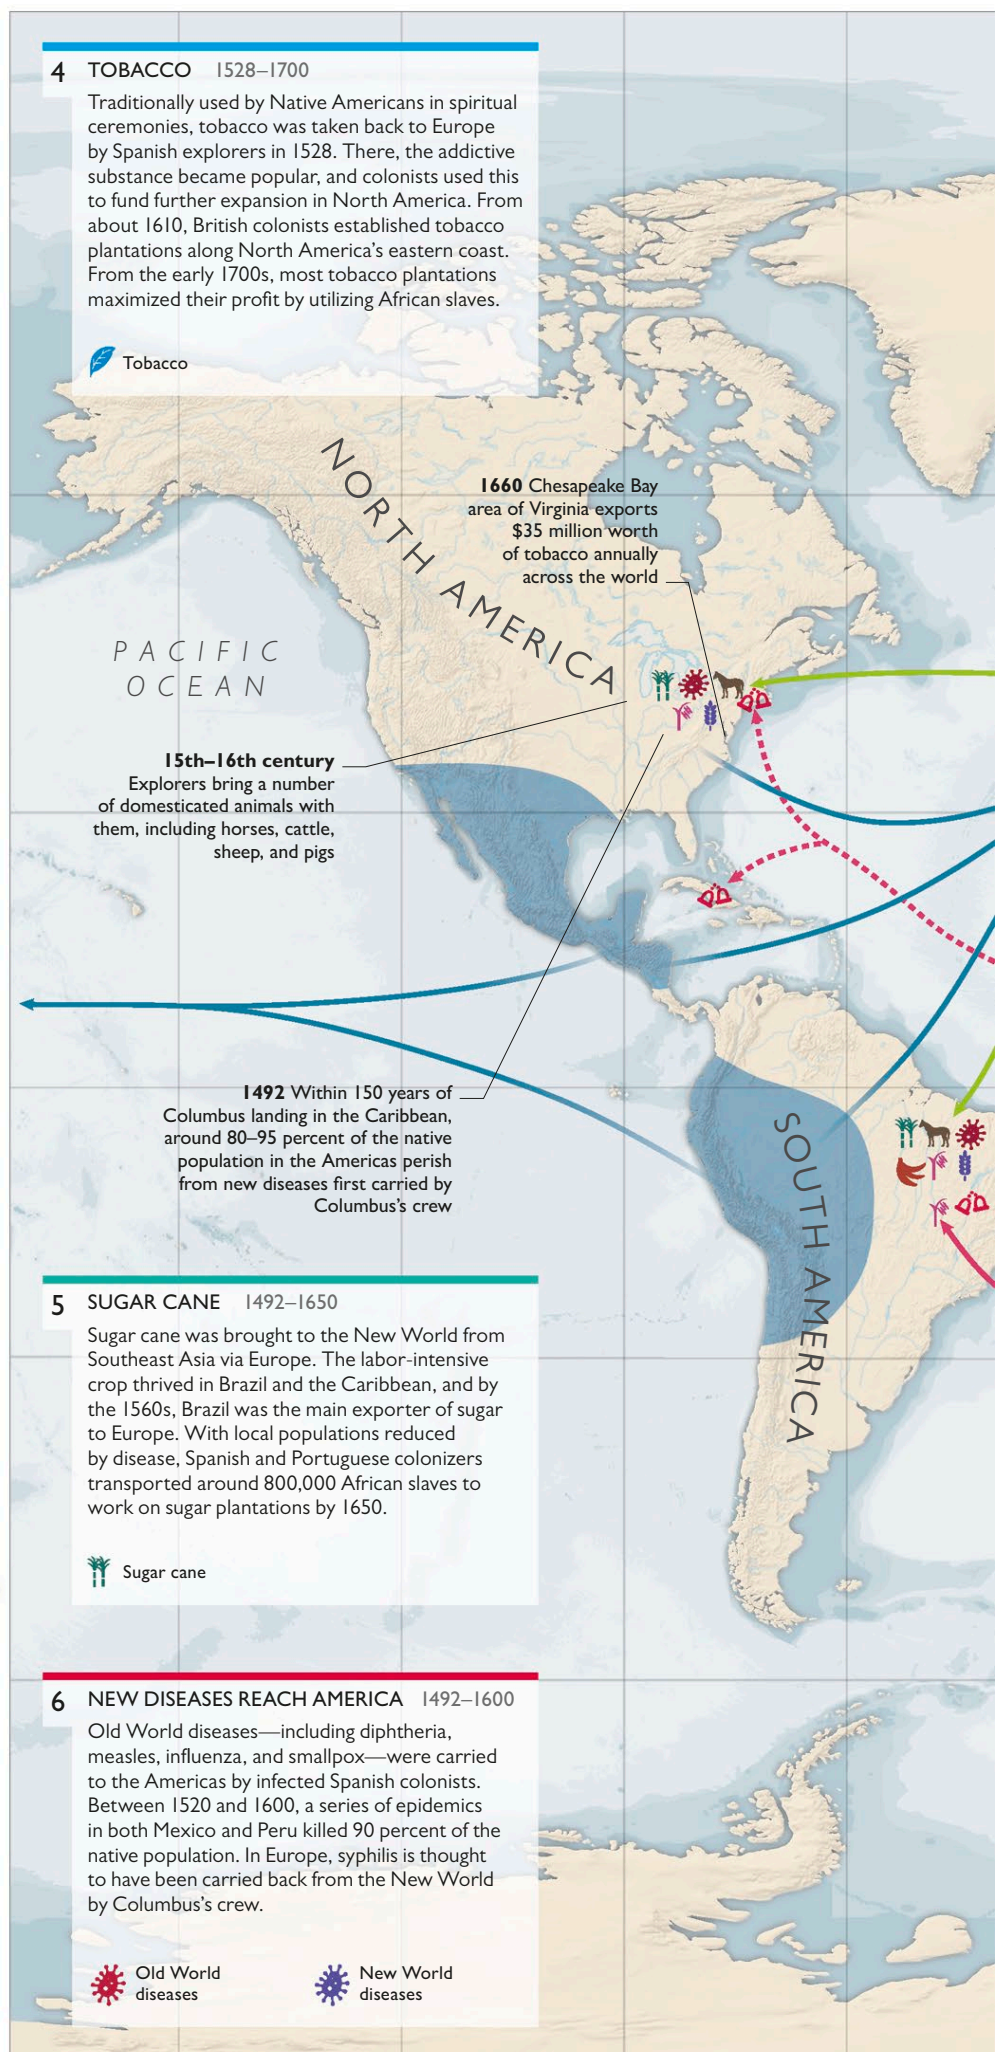 4 TOBACCO 1528–1700
Traditionally used by Native Americans in spiritual
ceremonies, tobacco was taken back to Europe
by Spanish explorers in 1528. There, the addictive
substance became popular, and colonists used this
to fund further expansion in North America. From
about 1610, British colonists established tobacco
plantations along North America’s eastern coast.
From the early 1700s, most tobacco plantations
maximized their profit by utilizing African slaves.
Tobacco
NORTH AMERICA
1660 Chesapeake Bay
area of Virginia exports
$35 million worth
of tobacco annually
across the world
PACIFIC
OCEAN
15th–16th century
Explorers bring a number
of domesticated animals with
them, including horses, cattle,
sheep, and pigs
1492 Within 150 years of
Columbus landing in the Caribbean,
around 80–95 percent of the native
population in the Americas perish
from new diseases first carried by
Columbus’s crew
SOUTH AMERICA
5 SUGAR CANE 1492–1650
Sugar cane was brought to the New World from
Southeast Asia via Europe. The labor-intensive
crop thrived in Brazil and the Caribbean, and by
the 1560s, Brazil was the main exporter of sugar
to Europe. With local populations reduced
by disease, Spanish and Portuguese colonizers
transported around 800,000 African slaves to
work on sugar plantations by 1650.
Sugar cane
6 NEW DISEASES REACH AMERICA 1492–1600
Old World diseases—including diphtheria,
measles, influenza, and smallpox—were carried
to the Americas by infected Spanish colonists.
Between 1520 and 1600, a series of epidemics
in both Mexico and Peru killed 90 percent of the
native population. In Europe, syphilis is thought
to have been carried back from the New World
by Columbus’s crew.
Old World
diseases
New World
diseases